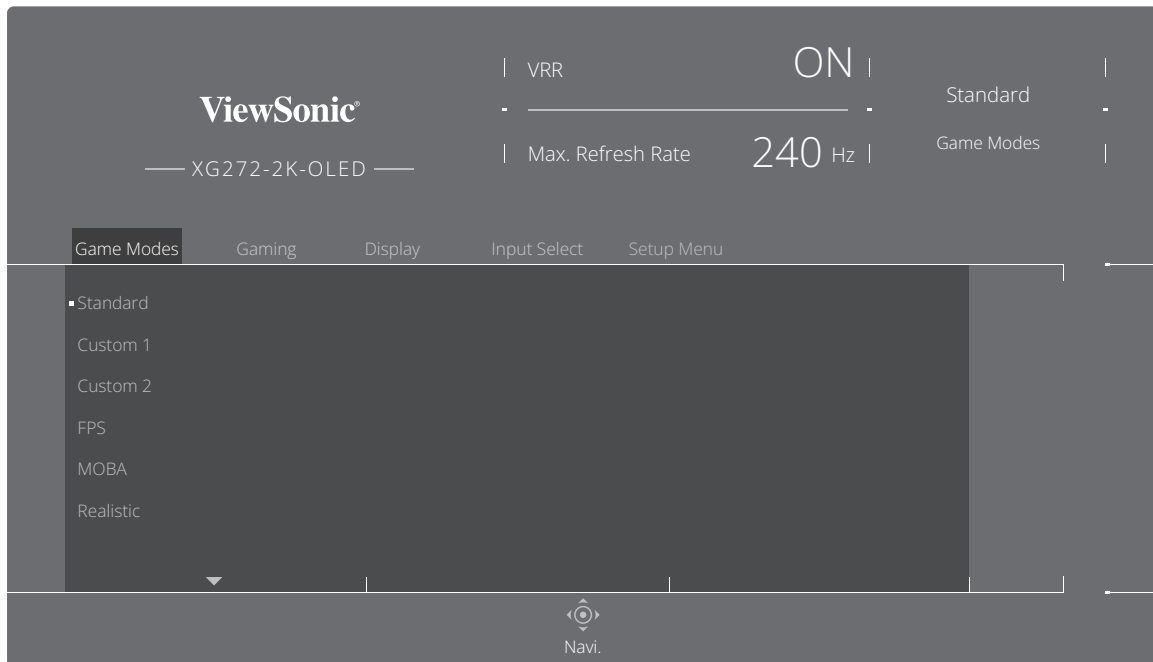 ViewSonic®
XG272-2K-OLED
VRR ON
Max. Refresh Rate 240 Hz
Standard
Game Modes
Game Modes Gaming Display Input Select Setup Menu
Standard
Custom 1
Custom 2
FPS
MOBA
Realistic
Navi.